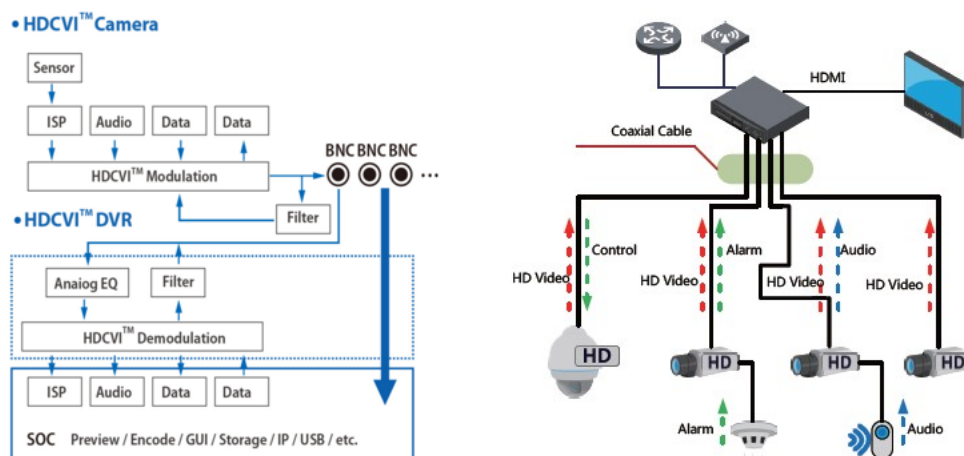 • HDCVI™ Camera
Sensor
ISP Audio Data Data
HDCVI™ Modulation
BNC BNC BNC
...
Filter
• HDCVI™ DVR
Anaiog EQ Filter
HDCVI™ Demodulation
ISP Audio Data Data
SOC Preview / Encode / GUI / Storage / IP / USB / etc.
HDMI
Coaxial Cable
Control Alarm Audio
HD Video HD Video HD Video HD Video
HD HD HD HD
Alarm Audio